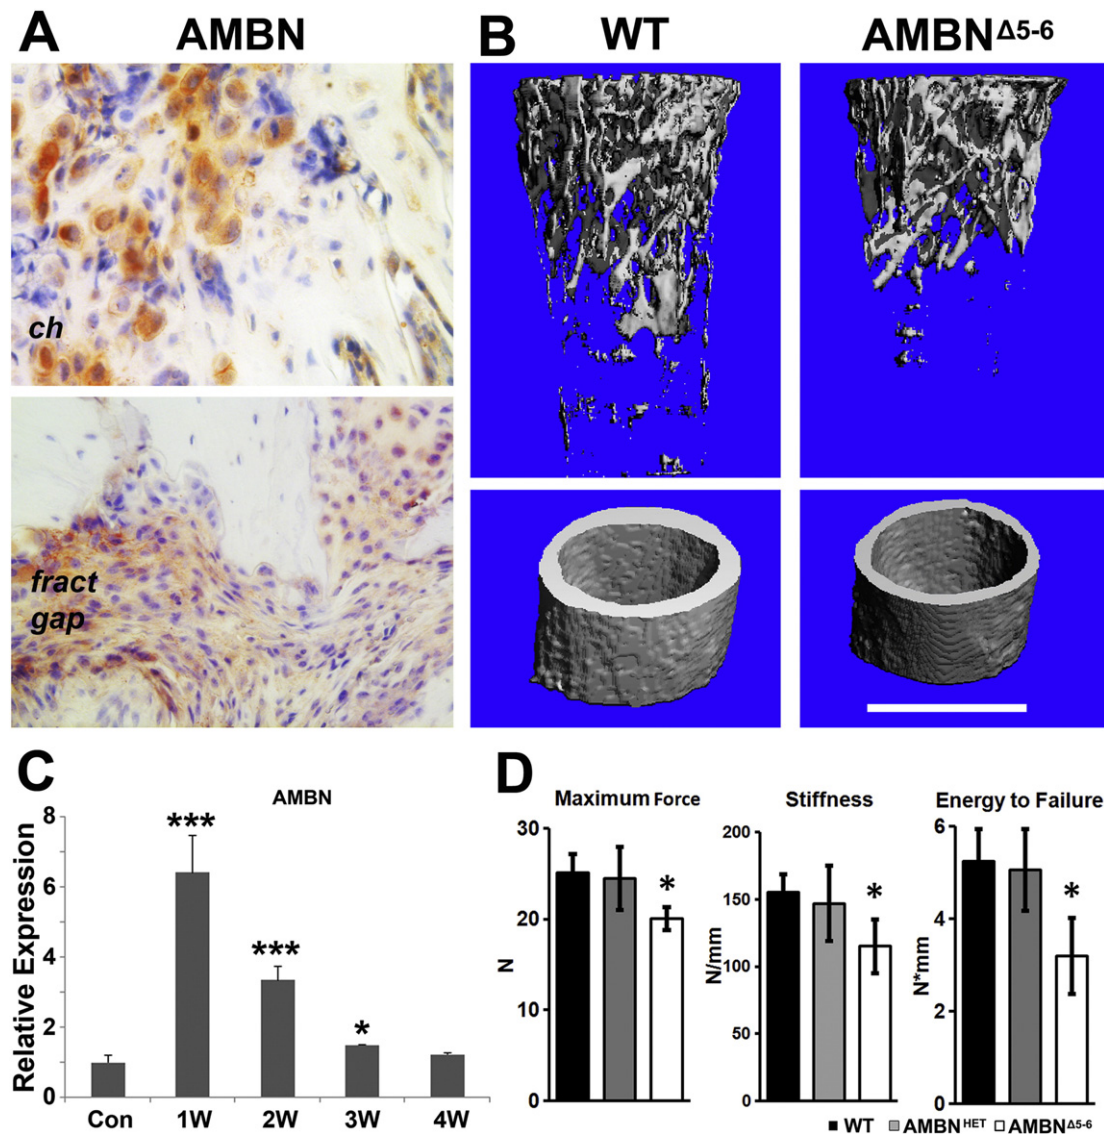 A AMBN
ch
fract
gap
B WT AMBNΔ5-6
C
AMBN
Relative Expression
8
6
4
2
0
***
***
*
Con 1W 2W 3W 4W
D
Maximum Force
N
30
20
10
0
*
Stiffness
N/mm
200
150
100
50
0
*
Energy to Failure
N*mm
6
4
2
0
*
WT AMBNHET AMBNΔ5-6